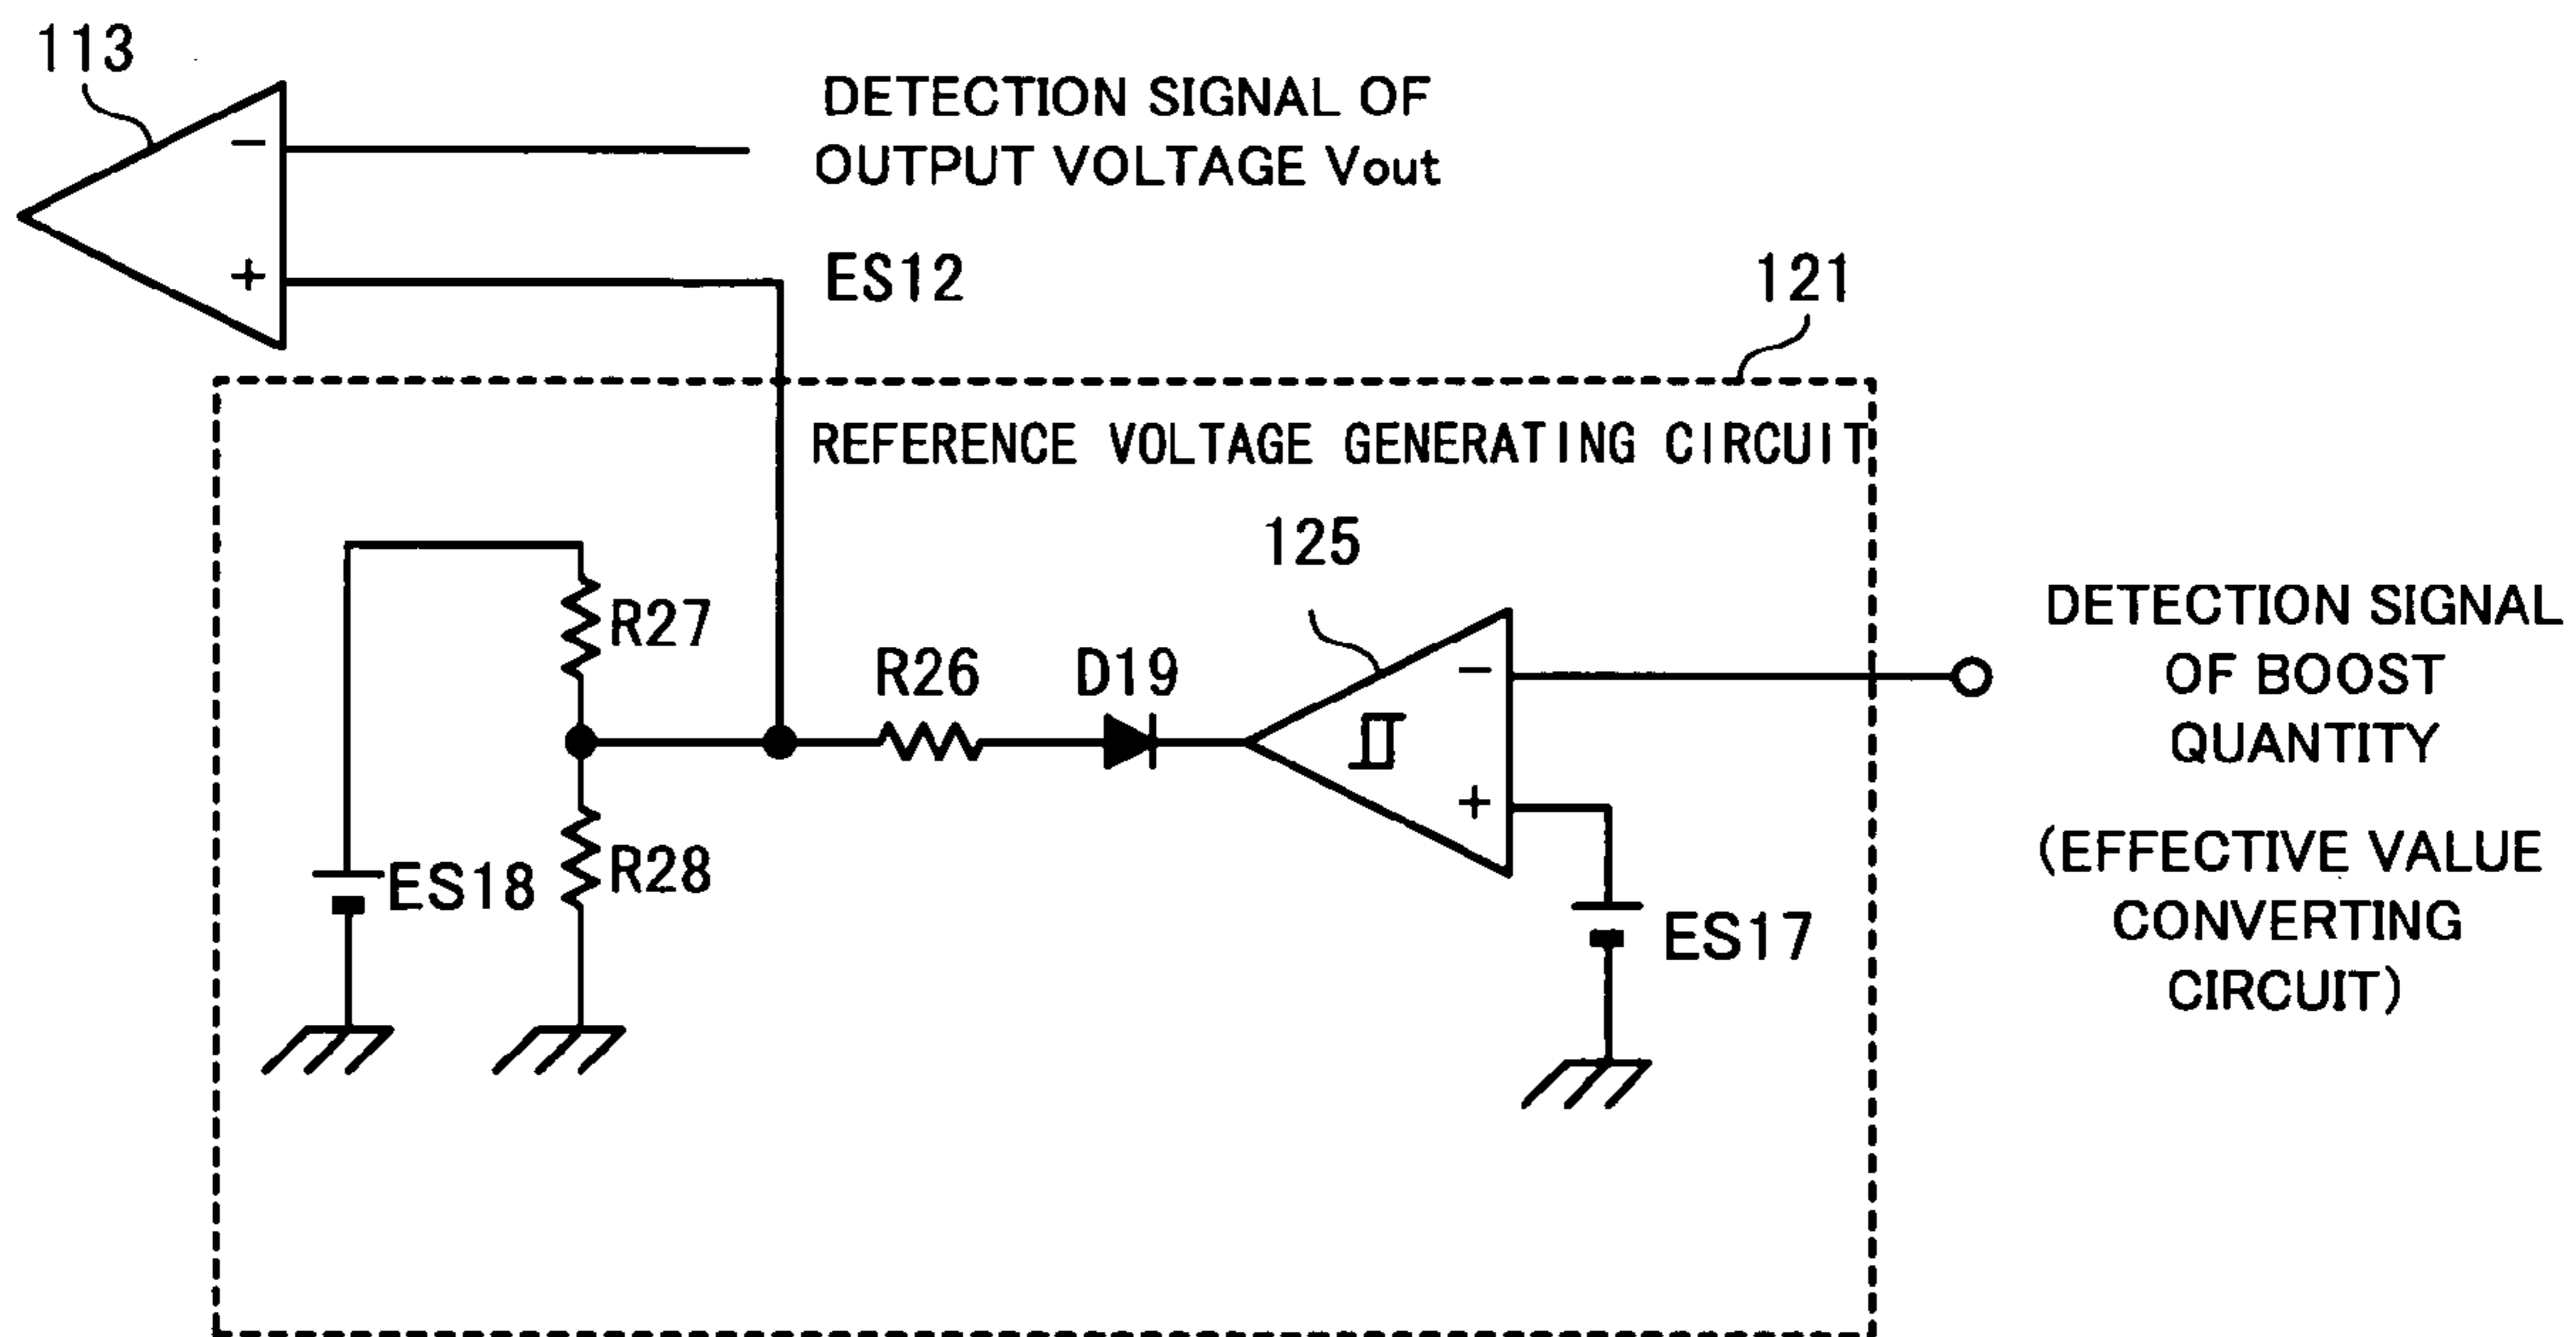 113
DETECTION SIGNAL OF
OUTPUT VOLTAGE Vout
−
+
ES12
121
REFERENCE VOLTAGE GENERATING CIRCUIT
125
R27
R26
D19
−
+
DETECTION SIGNAL
OF BOOST
QUANTITY
(EFFECTIVE VALUE
CONVERTING
CIRCUIT)
ES18
R28
ES17